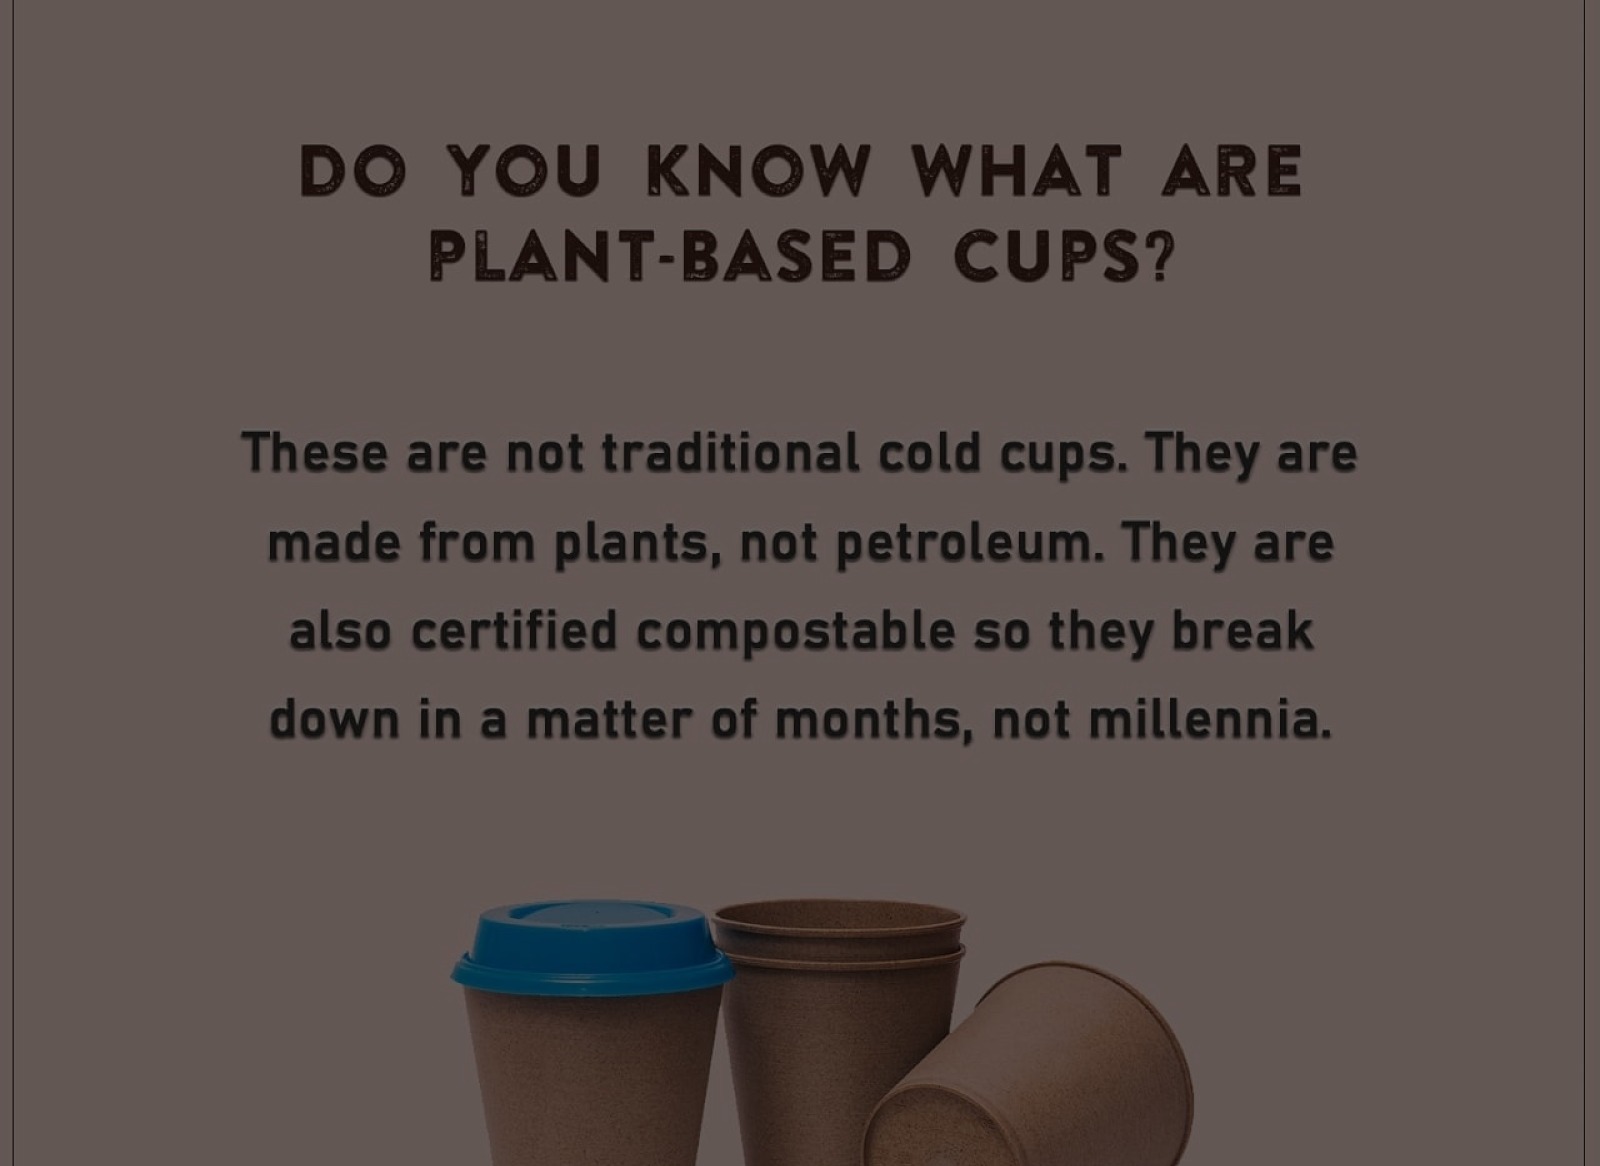 DO YOU KNOW WHAT ARE
PLANT-BASED CUPS?
These are not traditional cold cups. They are
made from plants, not petroleum. They are
also certified compostable so they break
down in a matter of months, not millennia.